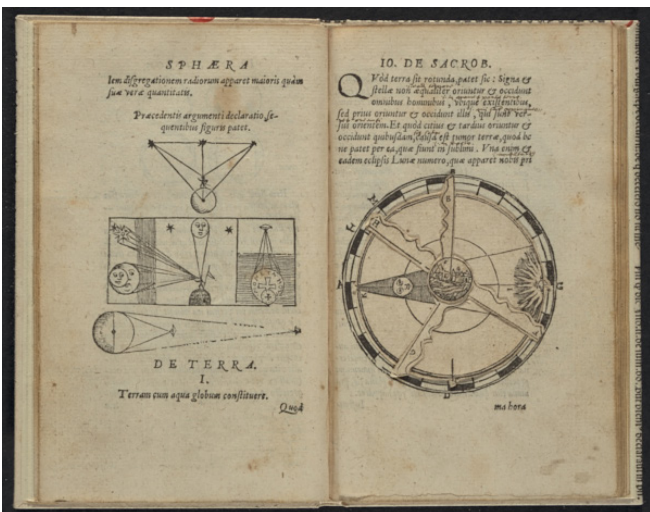 SPHÆRA
lem disgregationem radiorum apparet maioris quàm
suæ veræ quantitatis.
Præcedentis argumenti declaratio, se-
quentibus figuris patet.
DE TERRA.
I.
Terram cum aqua globum constituere.
Quod
IO. DE SACROB.
Quòd terra sit rotunda, patet sic: Signa &
stellæ non æqualiter oriuntur & occidunt
omnibus hominibus, ubique existentibus,
sed prius oriuntur & occidunt illis, qui sunt ver-
sus orientem. Et quòd citius & tardius oriuntur &
occidunt quibusdam, causa est tumor terræ, quod be
ne patet per ea, quæ fiunt in sublimi. Vna enim &
eadem eclipsis Lunæ numero, quæ apparet nobis pri
ma hora